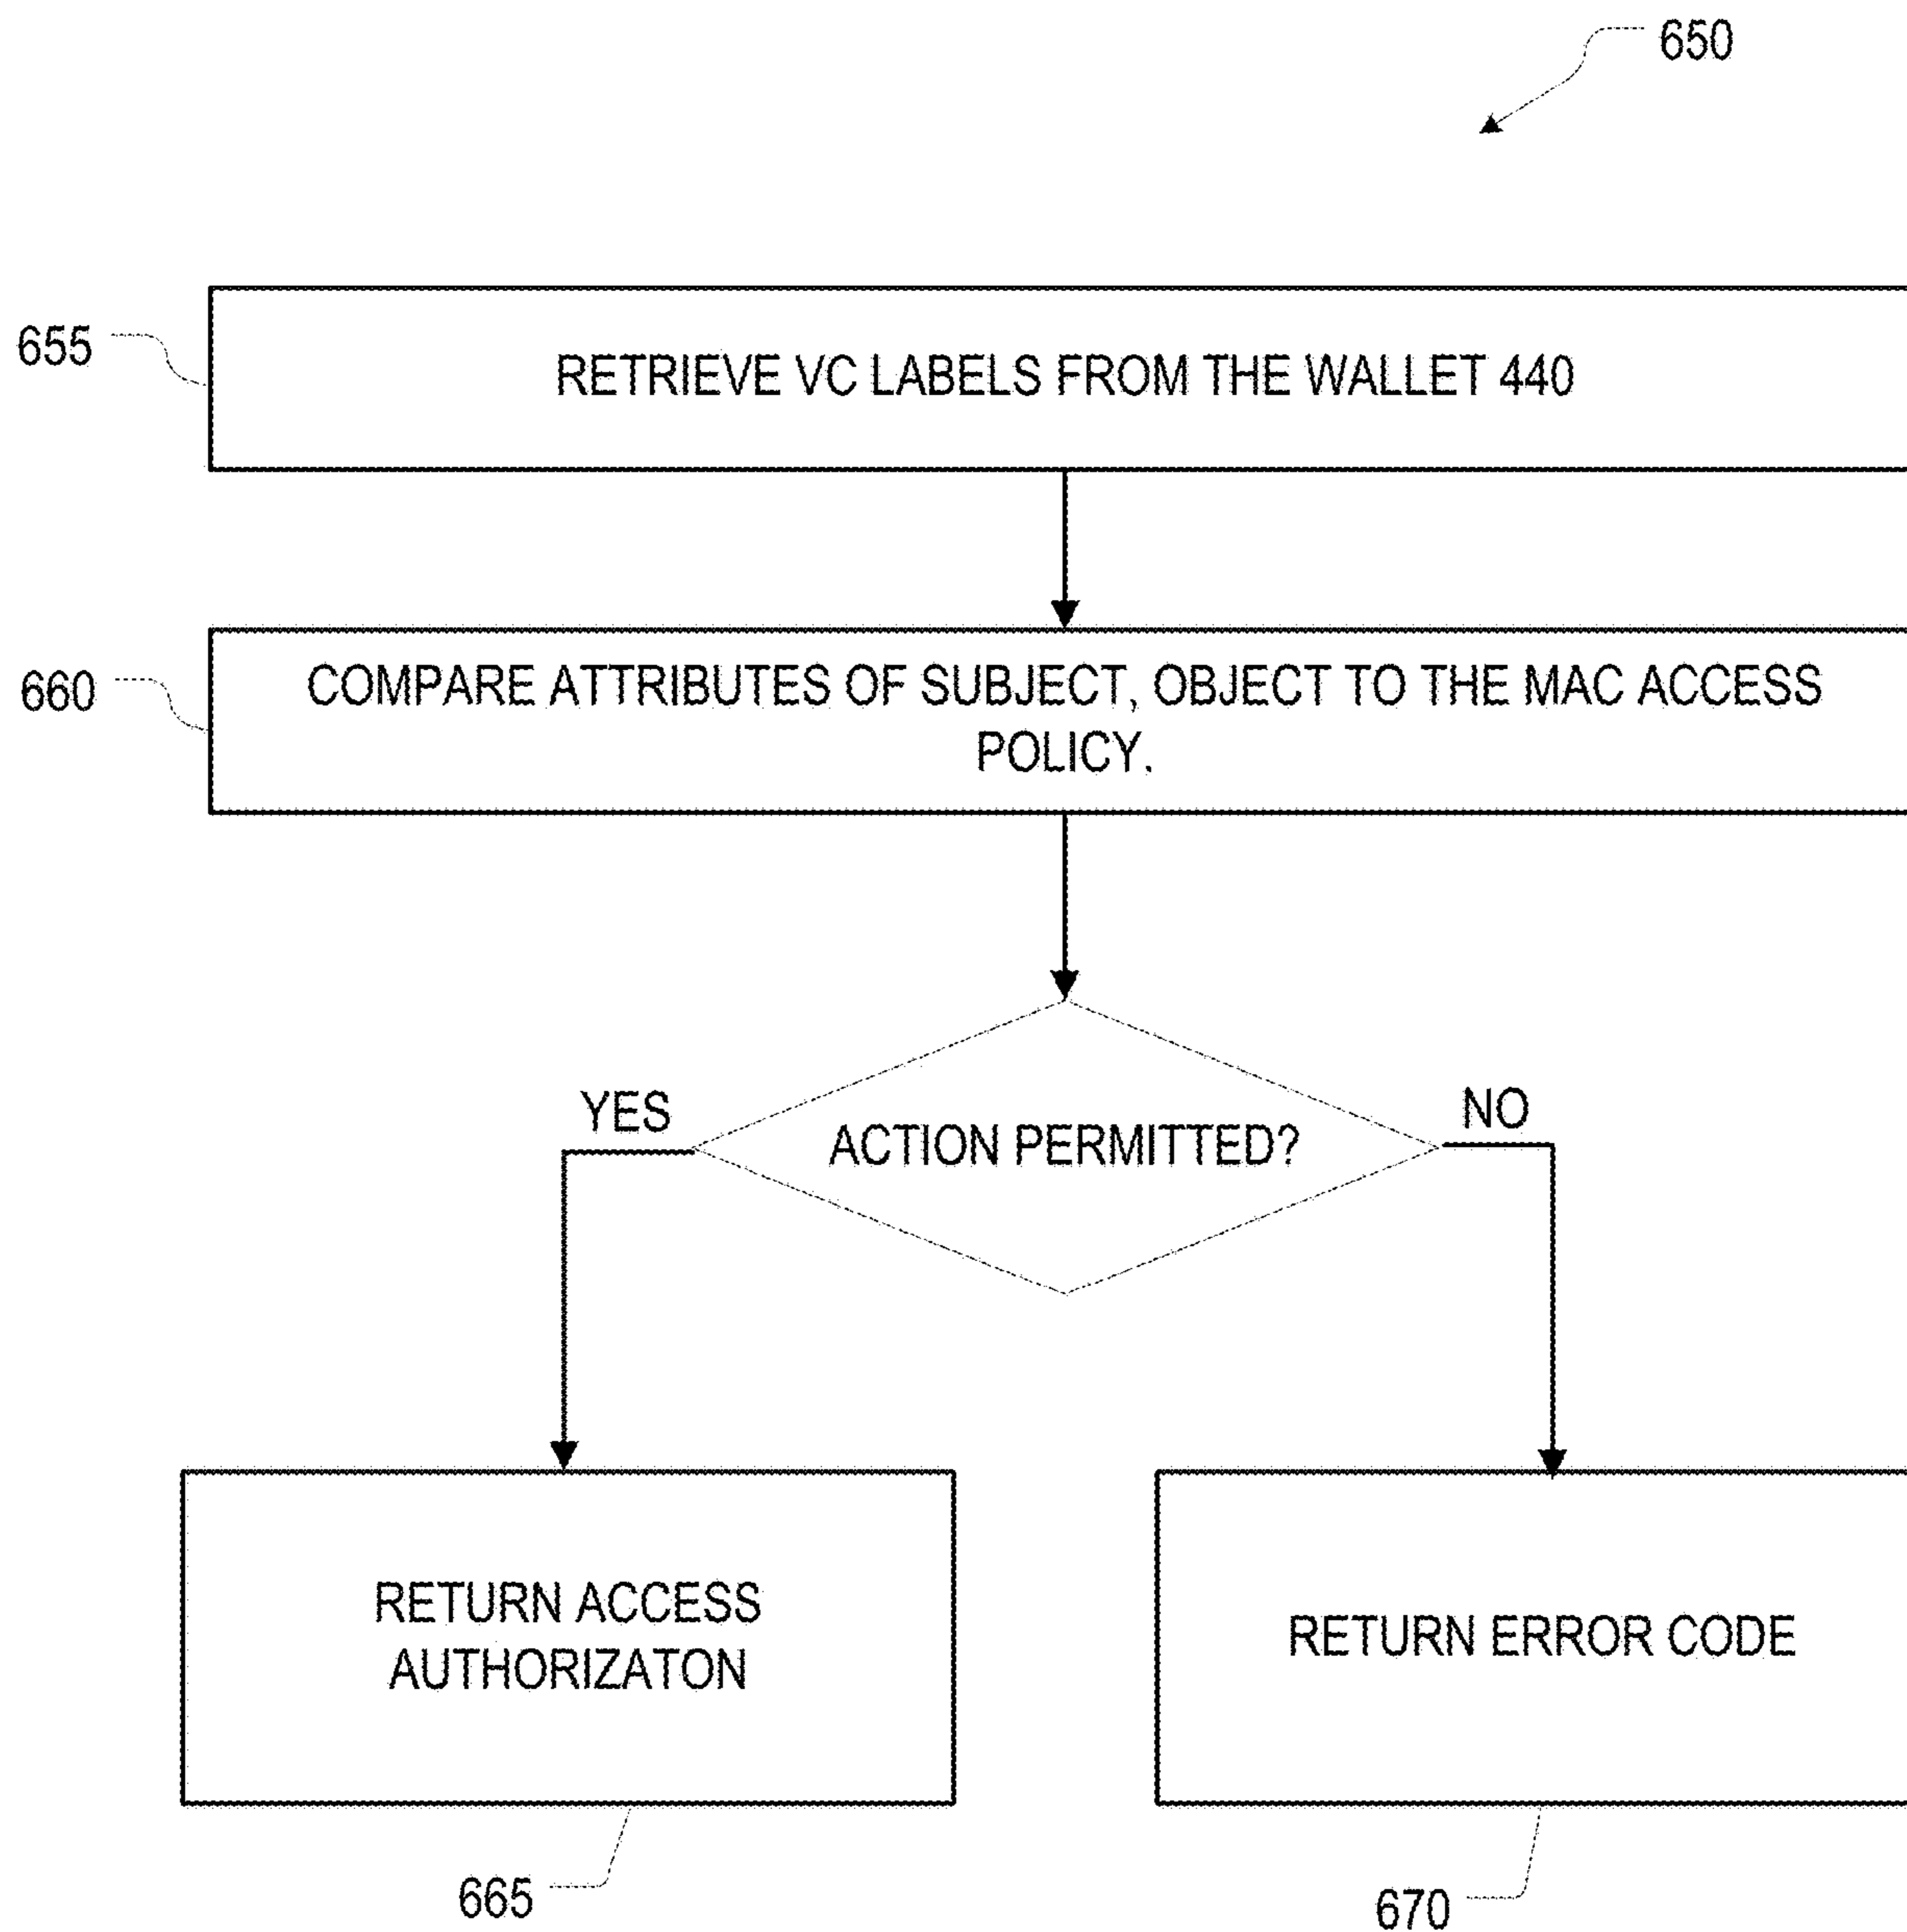 650
655
RETRIEVE VC LABELS FROM THE WALLET 440
660
COMPARE ATTRIBUTES OF SUBJECT, OBJECT TO THE MAC ACCESS
POLICY.
YES
ACTION PERMITTED?
NO
RETURN ACCESS
AUTHORIZATON
RETURN ERROR CODE
665
670